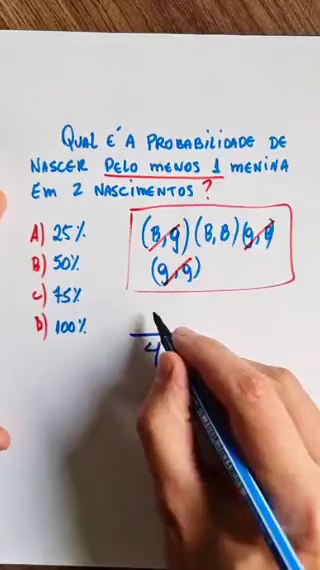 QUAL É A PROBABILIDADE DE
NASCER PELO MENOS 1 MENINA
EM 2 NASCIMENTOS ?
A) 25%
B) 50%
C) 75%
D) 100%
(B, g) (B, B) (g, B)
(g, g)
4